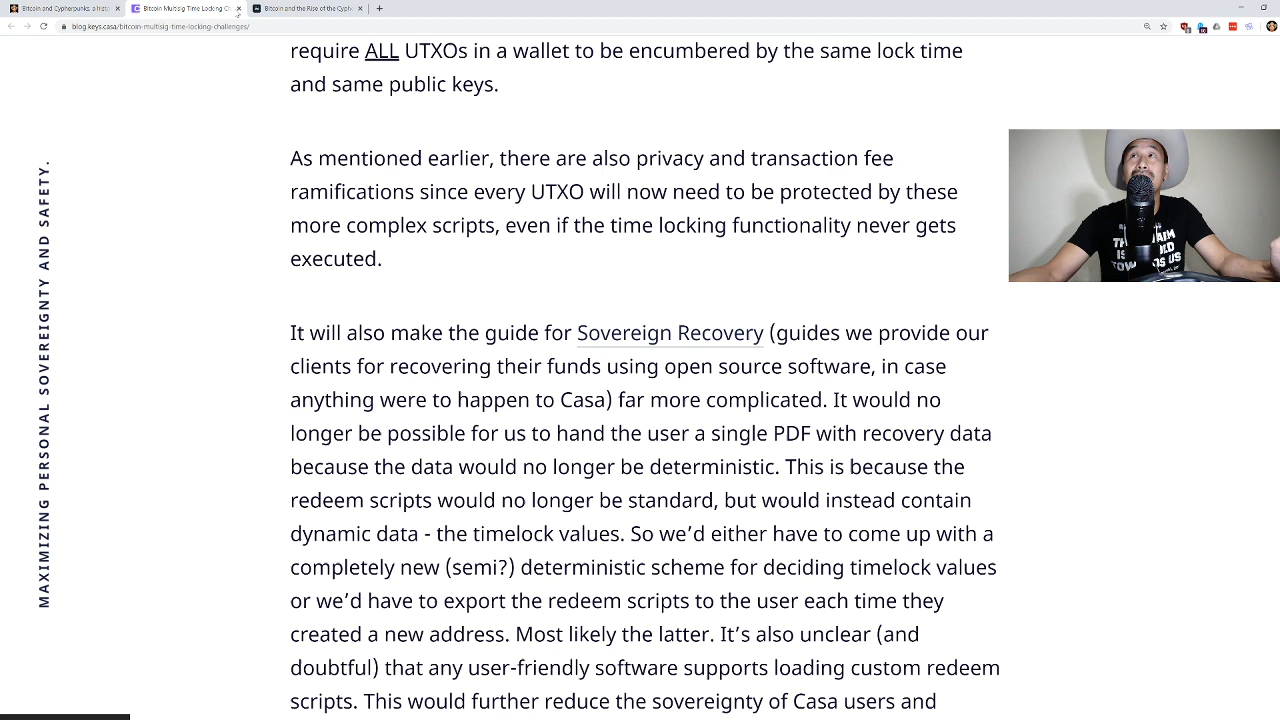 Bitcoin and Cypherpunks: a hist
Bitcoin Multisig Time Locking Ch
Bitcoin and the Rise of the Cyphe
blog.keys.casa/bitcoin-multisig-time-locking-challenges/
require ALL UTXOs in a wallet to be encumbered by the same lock time
and same public keys.
As mentioned earlier, there are also privacy and transaction fee
ramifications since every UTXO will now need to be protected by these
more complex scripts, even if the time locking functionality never gets
executed.
It will also make the guide for Sovereign Recovery (guides we provide our
clients for recovering their funds using open source software, in case
anything were to happen to Casa) far more complicated. It would no
longer be possible for us to hand the user a single PDF with recovery data
because the data would no longer be deterministic. This is because the
redeem scripts would no longer be standard, but would instead contain
dynamic data - the timelock values. So we’d either have to come up with a
completely new (semi?) deterministic scheme for deciding timelock values
or we’d have to export the redeem scripts to the user each time they
created a new address. Most likely the latter. It’s also unclear (and
doubtful) that any user-friendly software supports loading custom redeem
scripts. This would further reduce the sovereignty of Casa users and
MAXIMIZING PERSONAL SOVEREIGNTY AND SAFETY.